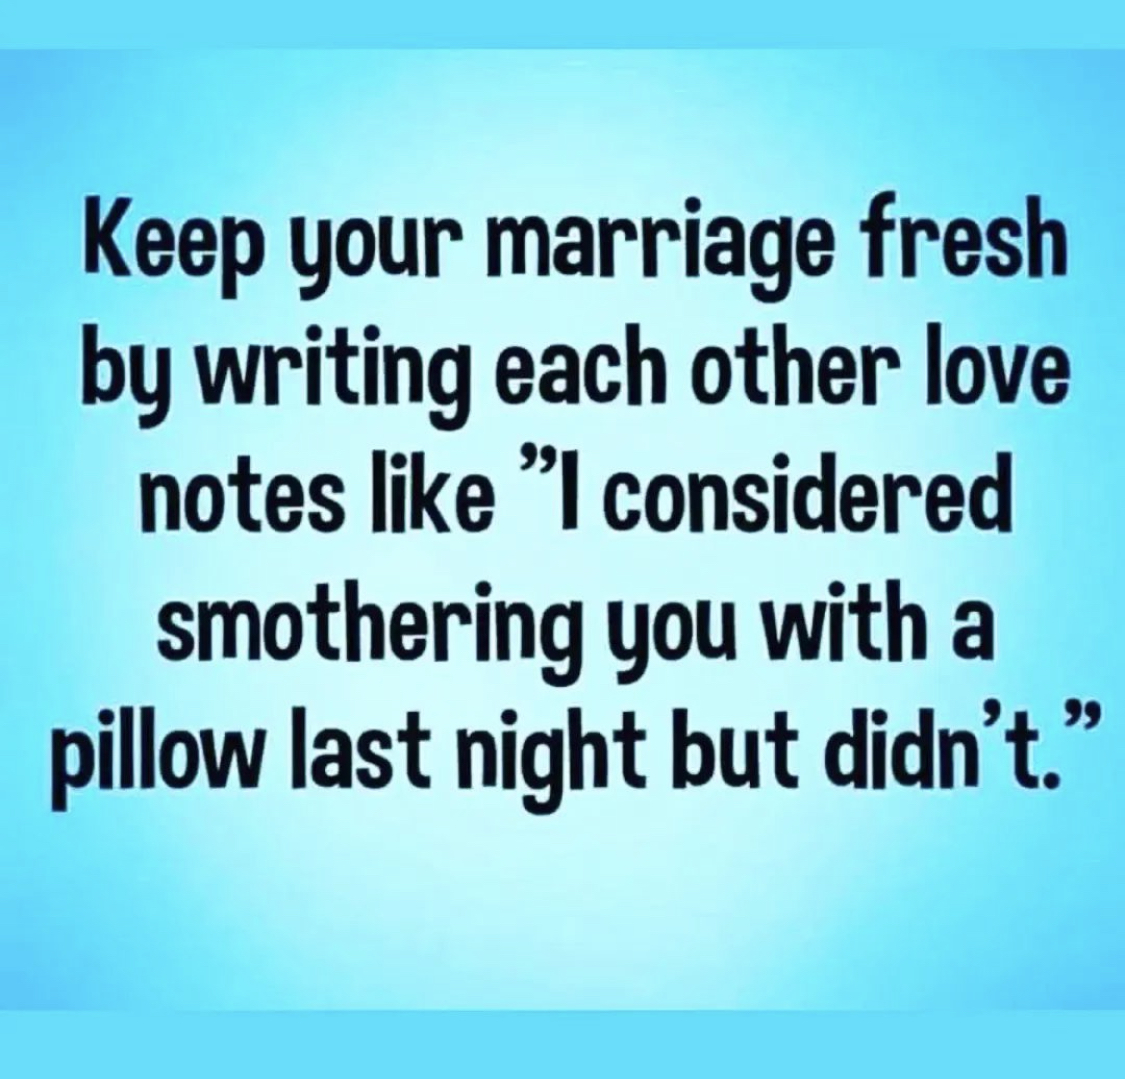 Keep your marriage fresh
by writing each other love
notes like ”I considered
smothering you with a
pillow last night but didn’t.”